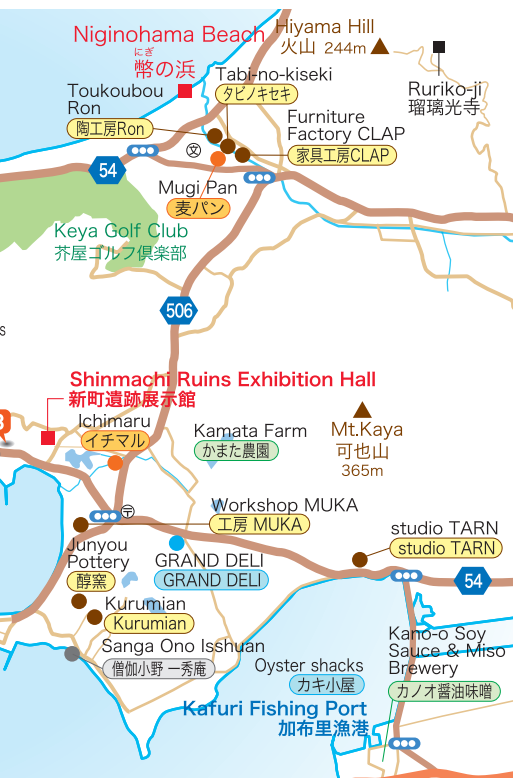 Niginohama Beach
にぎ
幣の浜
Hiyama Hill
火山 244m
Ruriko-ji
瑠璃光寺
Tabi-no-kiseki
タビノキセキ
Toukoubou
Ron
陶工房Ron
Furniture
Factory CLAP
家具工房CLAP
文
54
Mugi Pan
麦パン
Keya Golf Club
芥屋ゴルフ倶楽部
506
s
Shinmachi Ruins Exhibition Hall
新町遺跡展示館
Ichimaru
イチマル
Kamata Farm
かまた農園
Mt.Kaya
可也山
365m
Workshop MUKA
工房 MUKA
studio TARN
studio TARN
Junyou
Pottery
醇窯
GRAND DELI
GRAND DELI
54
Kurumian
Kurumian
Sanga Ono Isshuan
僧伽小野 一秀庵
Kano-o Soy
Sauce & Miso
Brewery
カノオ醤油味噌
Oyster shacks
カキ小屋
Kafuri Fishing Port
加布里漁港